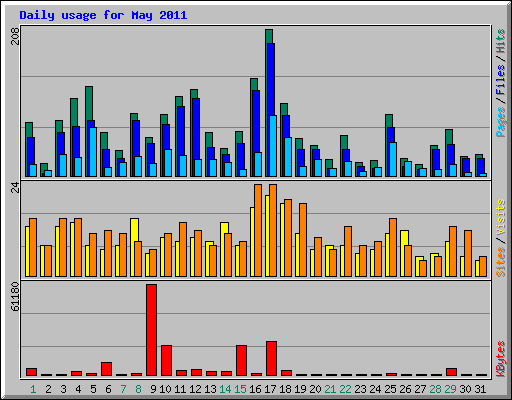 Daily usage for May 2011
208
Pages / Files / Hits
24
Sites / Visits
61180
KBytes
1 2 3 4 5 6 7 8 9 10 11 12 13 14 15 16 17 18 19 20 21 22 23 24 25 26 27 28 29 30 31